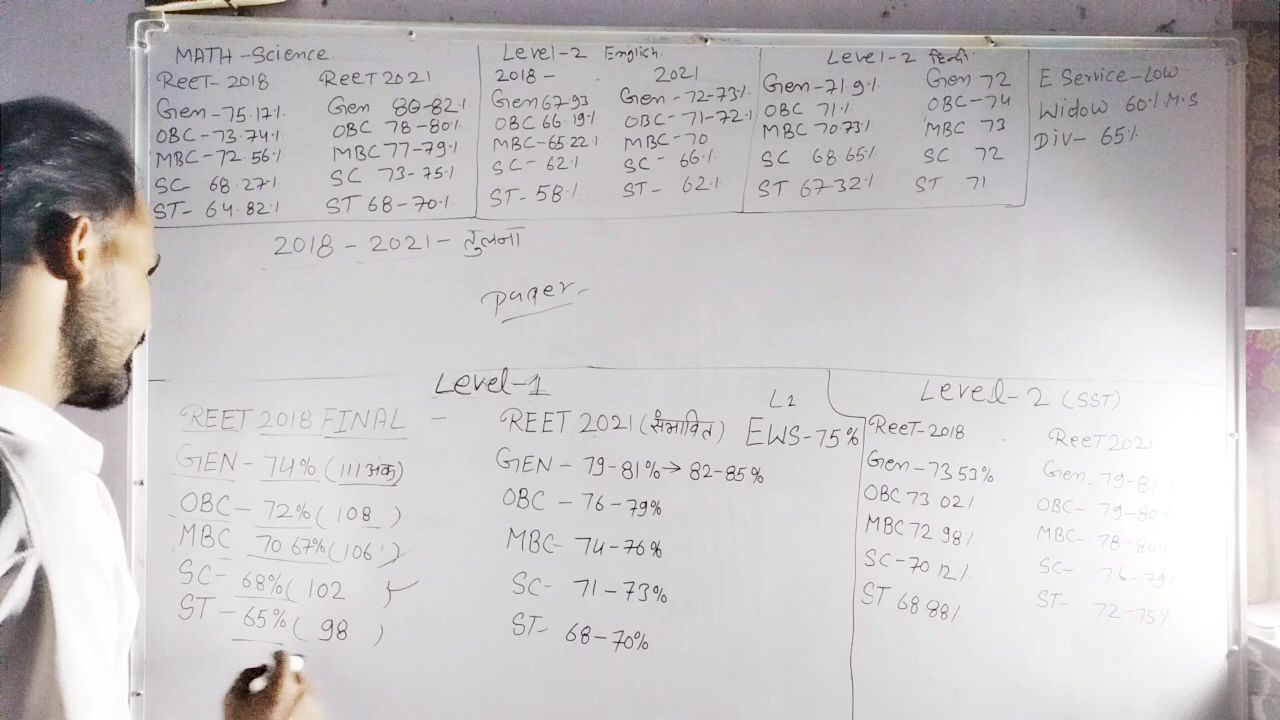 MATH-Science
REET-2018 REET 2021
Gen-75.17% Gen 80-82%
OBC-73.74% OBC 78-80%
MBC-72.56% MBC 77-79%
SC 68.27% SC 73-75%
ST-64.82% ST 68-70%
Level-2 English
2018- 2021
Gen 67-93 Gen-72-73%
OBC 66.19% OBC-71-72%
MBC-65.22% MBC-70
SC-62% SC-66%
ST-58% ST-62%
Level-2 हिन्दी
Gen-71.9% Gen 72
OBC 71% OBC-74
MBC 70.73% MBC 73
SC 68.65% SC 72
ST 67.32% ST 71
E Service-Low
Widow 60% M.S
Div-65%
2018-2021-तुलना
Level-1
REET 2018 FINAL - REET 2021 (संभावित)
GEN-74% (111 अंक) GEN-79-81%→82-85%
OBC-72% (108) OBC-76-79%
MBC 70.67% (106.) MBC-74-76%
SC-68% (102) SC-71-73%
ST-65% (98) ST-68-70%
L2
EWS-75%
Level-2 (SST)
REET-2018 REET 2021
Gen-73.53% Gen-79-81%
OBC 73.02% OBC-79-80%
MBC 72.98% MBC-78-80%
SC-70.12% SC-76-79%
ST 68.88% ST-72-75%